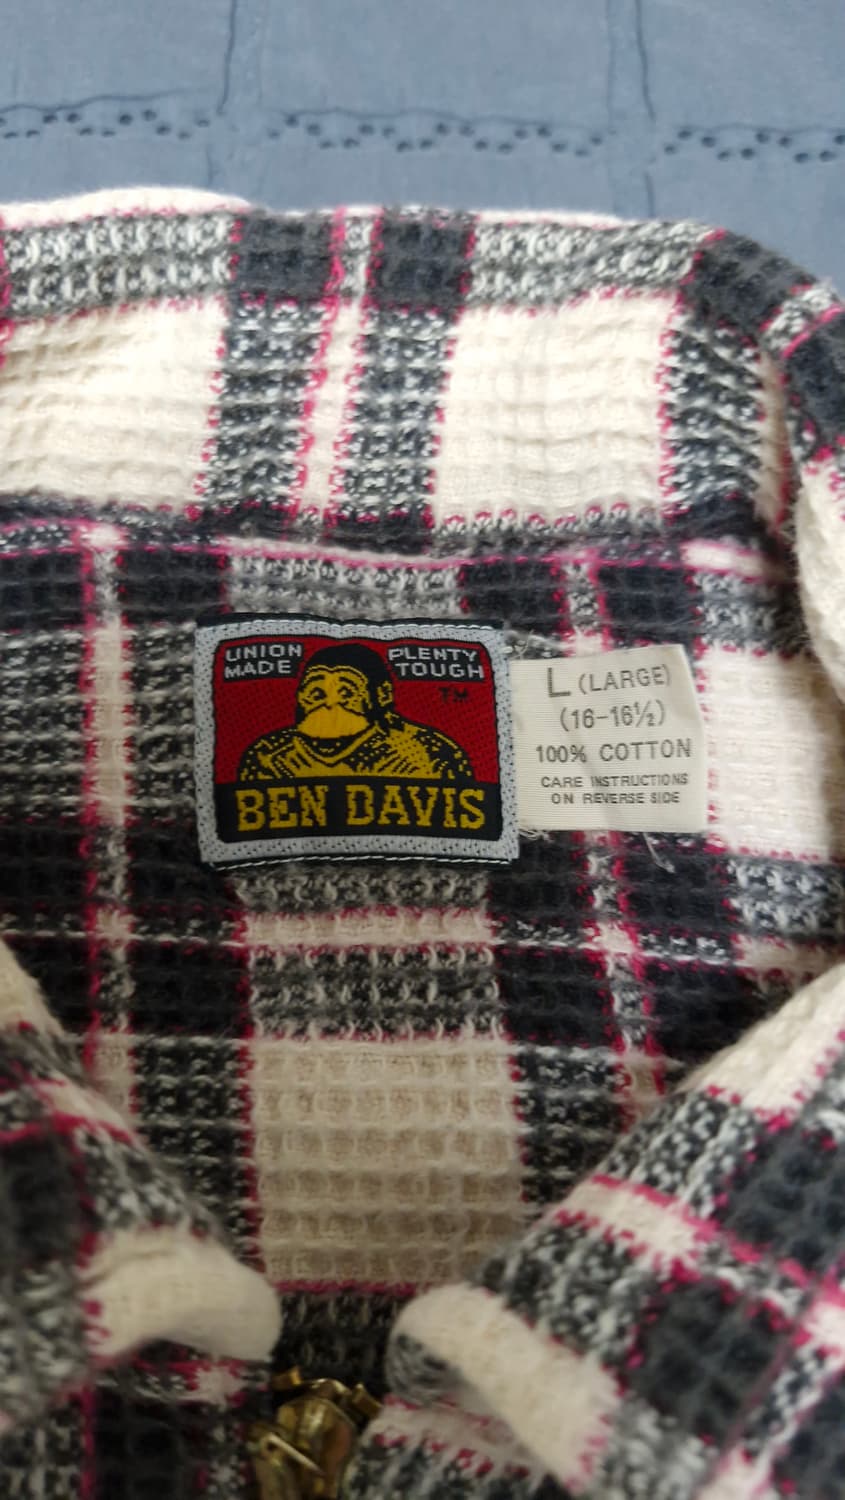 UNION MADE
PLENTY TOUGH
TM
BEN DAVIS
L (LARGE)
(16-16½)
100% COTTON
CARE INSTRUCTIONS
ON REVERSE SIDE